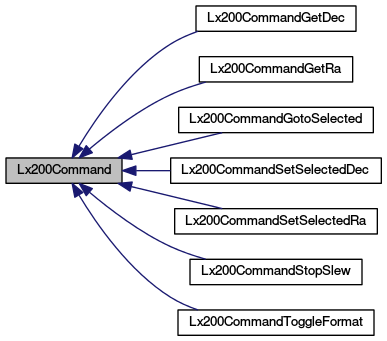 Lx200CommandGetDec
Lx200CommandGetRa
Lx200CommandGotoSelected
Lx200Command
Lx200CommandSetSelectedDec
Lx200CommandSetSelectedRa
Lx200CommandStopSlew
Lx200CommandToggleFormat